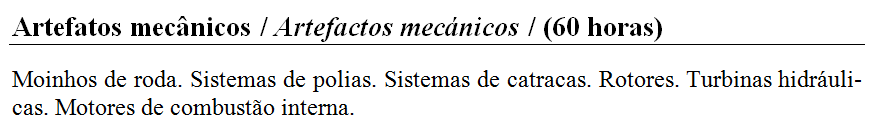 Artefatos mecânicos / Artefactos mecánicos / (60 horas)
Moinhos de roda. Sistemas de polias. Sistemas de catracas. Rotores. Turbinas hidráuli-
cas. Motores de combustão interna.